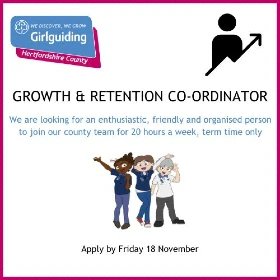 WE DISCOVER, WE GROW
Girlguiding
Hertfordshire County
GROWTH & RETENTION CO-ORDINATOR
We are looking for an enthusiastic, friendly and organised person
to join our county team for 20 hours a week, term time only
Apply by Friday 18 November